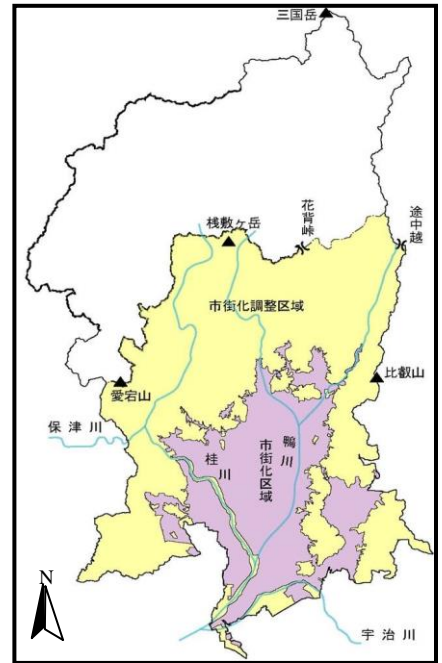 三国岳
桟敷ヶ岳
花背峠
途中越
市街化調整区域
愛宕山
比叡山
保津川
桂川
鴨川
市街化区域
N
宇治川